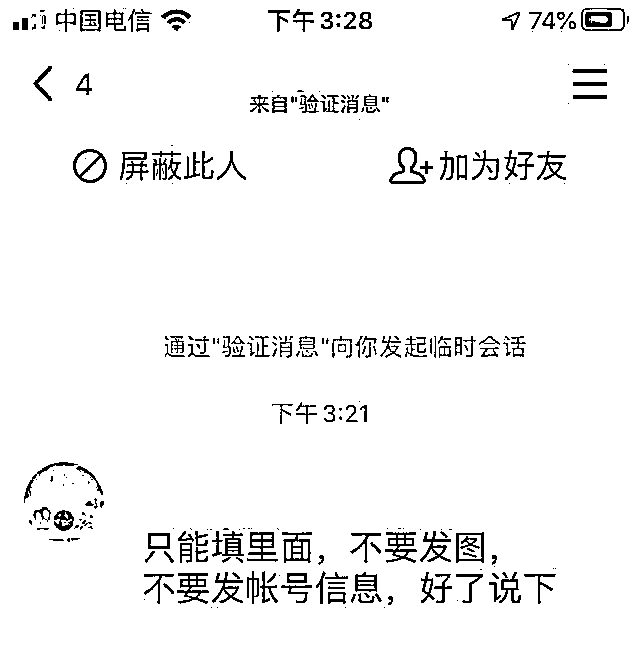 中国电信 下午3:28 74%
4
来自"验证消息"
屏蔽此人 加为好友
通过"验证消息"向你发起临时会话
下午3:21
只能填里面，不要发图，
不要发帐号信息，好了说下